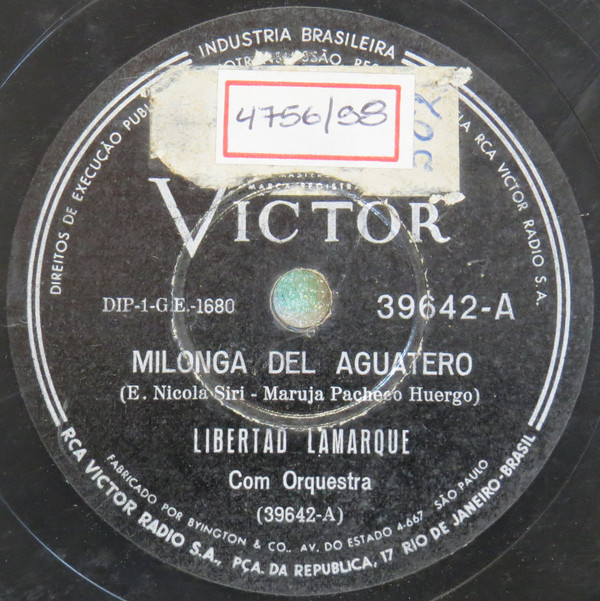 INDUSTRIA BRASILEIRA
DIREITOS DE EXECUÇÃO
RCA VICTOR RADIO S.A.
4756/98
VICTOR
DIP-1-G.E.-1680
39642-A
MILONGA DEL AGUATERO
(E. Nicola Siri - Maruja Pacheco Huergo)
LIBERTAD LAMARQUE
Com Orquestra
(39642-A)
FABRICADO POR BYINGTON & CO., AV. DO ESTADO 4-667 SÃO PAULO
RCA VICTOR RADIO S.A., PÇA. DA REPUBLICA, 17 RIO DE JANEIRO-BRASIL